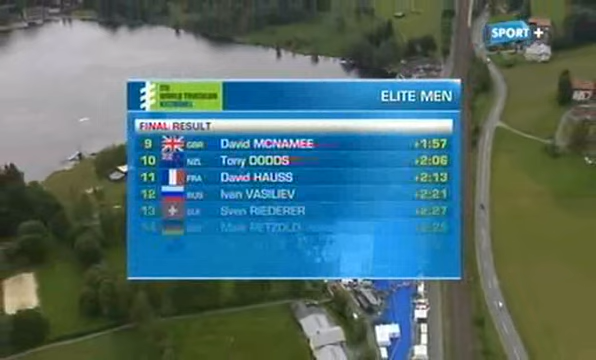 SPORT +
ITU
WORLD TRIATHLON
KITZBÜHEL
ELITE MEN
FINAL RESULT
9 GBR David MCNAMEE +1:57
10 NZL Tony DODDS +2:06
11 FRA David HAUSS +2:13
12 RUS Ivan VASILIEV +2:21
13 SUI Sven RIEDERER +2:27
14 PETZOLD